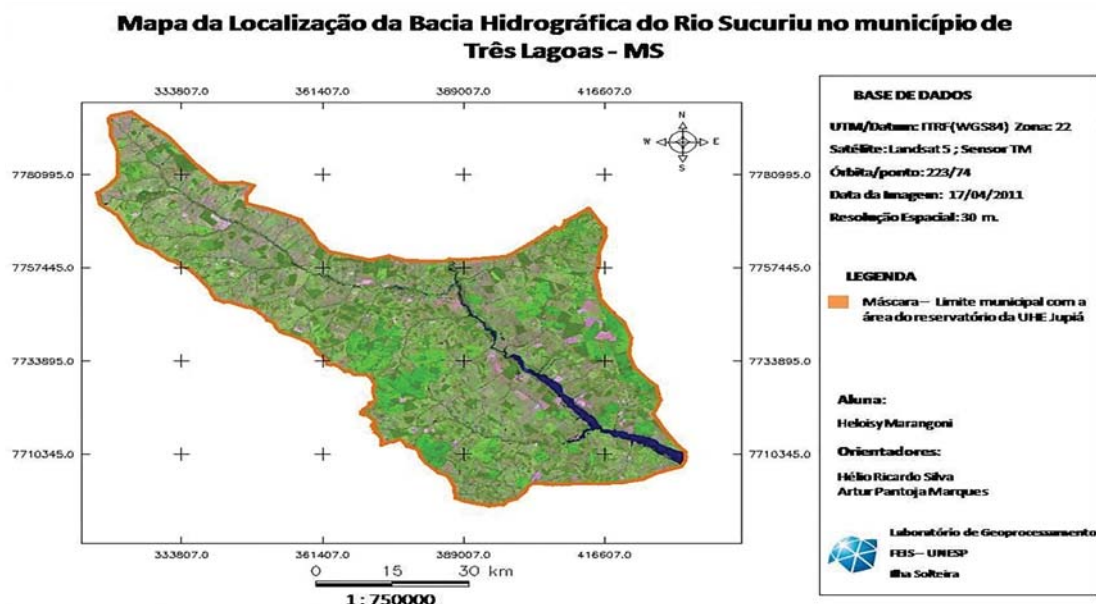 Mapa da Localização da Bacia Hidrográfica do Rio Sucuriu no município de
Três Lagoas - MS
333807.0 361407.0 389007.0 416607.0
N
W E
S
7780995.0 7780995.0
7757445.0 7757445.0
7733895.0 7733895.0
7710345.0 7710345.0
333807.0 361407.0 389007.0 416607.0
0 15 30 km
1 : 750000
BASE DE DADOS
UTM/Datum: ITRF(WGS84) Zona: 22
Satélite: Landsat 5 ; Sensor TM
Órbita/ponto: 223/74
Data da Imagem: 17/04/2011
Resolução Espacial: 30 m.
LEGENDA
Máscara – Limite municipal com a
área do reservatório da UHE Jupiá
Aluna:
Heloisy Marangoni
Orientadores:
Hélio Ricardo Silva
Artur Pantoja Marques
Laboratório de Geoprocessamento
FEIS – UNESP
Ilha Solteira